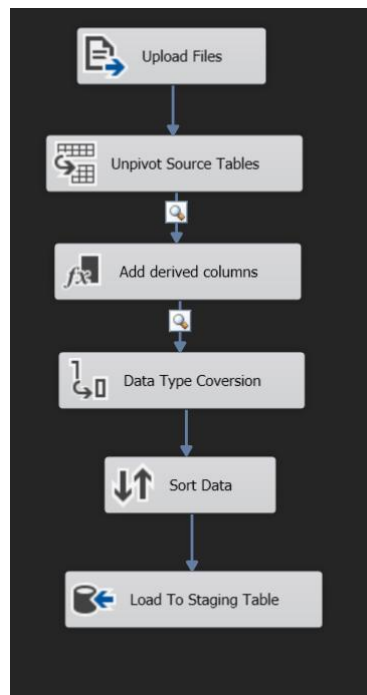 Upload Files
Unpivot Source Tables
Add derived columns
Data Type Coversion
Sort Data
Load To Staging Table